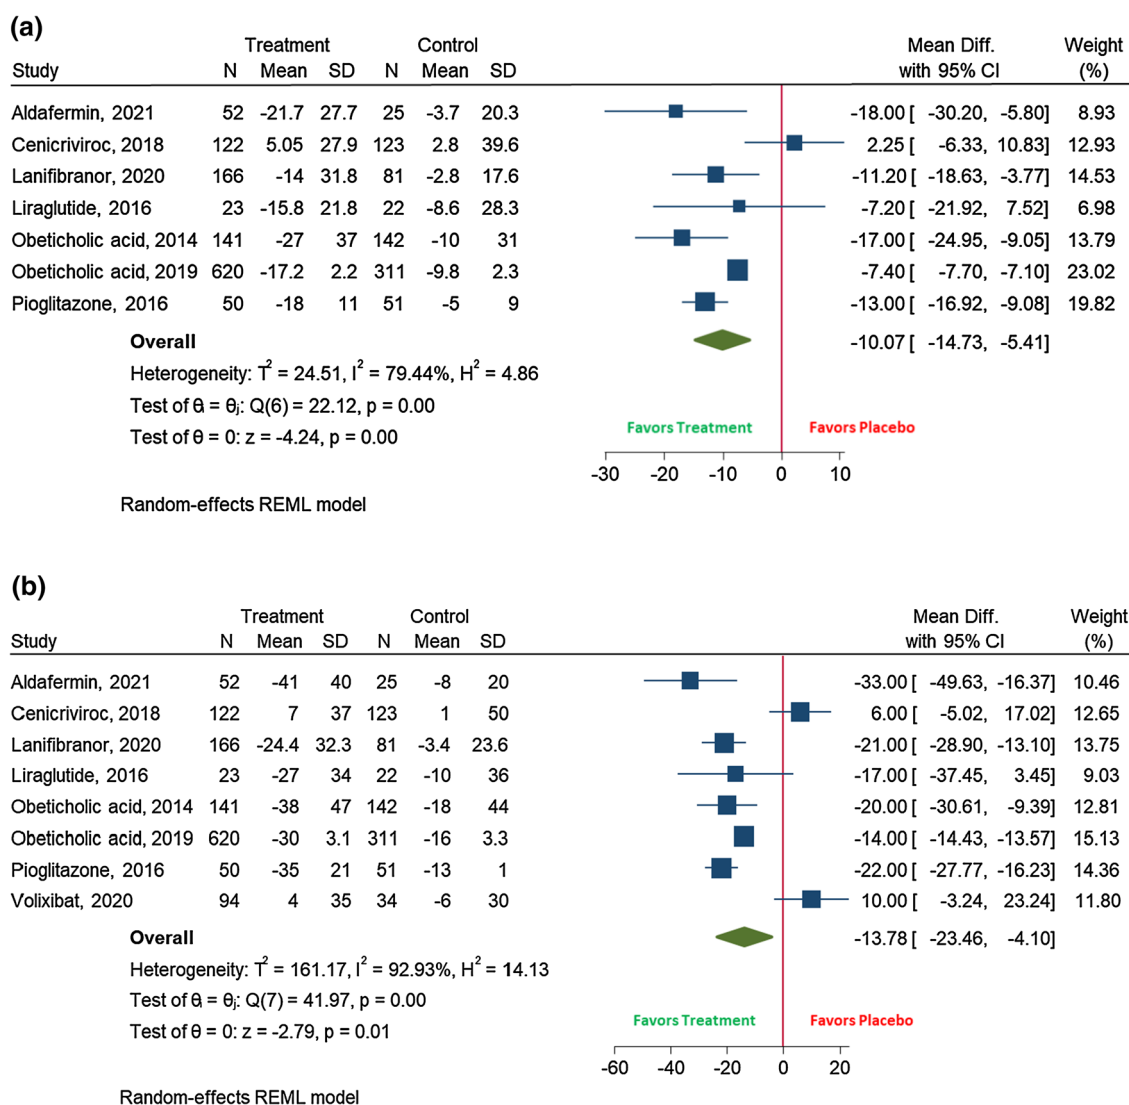 (a)
Treatment Control Mean Diff. Weight
Study N Mean SD N Mean SD with 95% CI (%)
Aldafermin, 2021 52 -21.7 27.7 25 -3.7 20.3 -18.00 [ -30.20, -5.80] 8.93
Cenicriviroc, 2018 122 5.05 27.9 123 2.8 39.6 2.25 [ -6.33, 10.83] 12.93
Lanifibranor, 2020 166 -14 31.8 81 -2.8 17.6 -11.20 [ -18.63, -3.77] 14.53
Liraglutide, 2016 23 -15.8 21.8 22 -8.6 28.3 -7.20 [ -21.92, 7.52] 6.98
Obeticholic acid, 2014 141 -27 37 142 -10 31 -17.00 [ -24.95, -9.05] 13.79
Obeticholic acid, 2019 620 -17.2 2.2 311 -9.8 2.3 -7.40 [ -7.70, -7.10] 23.02
Pioglitazone, 2016 50 -18 11 51 -5 9 -13.00 [ -16.92, -9.08] 19.82
Overall -10.07 [ -14.73, -5.41]
Heterogeneity: T² = 24.51, I² = 79.44%, H² = 4.86
Test of θᵢ = θⱼ: Q(6) = 22.12, p = 0.00
Test of θ = 0: z = -4.24, p = 0.00
Favors Treatment Favors Placebo
-30 -20 -10 0 10
Random-effects REML model
(b)
Treatment Control Mean Diff. Weight
Study N Mean SD N Mean SD with 95% CI (%)
Aldafermin, 2021 52 -41 40 25 -8 20 -33.00 [ -49.63, -16.37] 10.46
Cenicriviroc, 2018 122 7 37 123 1 50 6.00 [ -5.02, 17.02] 12.65
Lanifibranor, 2020 166 -24.4 32.3 81 -3.4 23.6 -21.00 [ -28.90, -13.10] 13.75
Liraglutide, 2016 23 -27 34 22 -10 36 -17.00 [ -37.45, 3.45] 9.03
Obeticholic acid, 2014 141 -38 47 142 -18 44 -20.00 [ -30.61, -9.39] 12.81
Obeticholic acid, 2019 620 -30 3.1 311 -16 3.3 -14.00 [ -14.43, -13.57] 15.13
Pioglitazone, 2016 50 -35 21 51 -13 1 -22.00 [ -27.77, -16.23] 14.36
Volixibat, 2020 94 4 35 34 -6 30 10.00 [ -3.24, 23.24] 11.80
Overall -13.78 [ -23.46, -4.10]
Heterogeneity: T² = 161.17, I² = 92.93%, H² = 14.13
Test of θᵢ = θⱼ: Q(7) = 41.97, p = 0.00
Test of θ = 0: z = -2.79, p = 0.01
Favors Treatment Favors Placebo
-60 -40 -20 0 20
Random-effects REML model